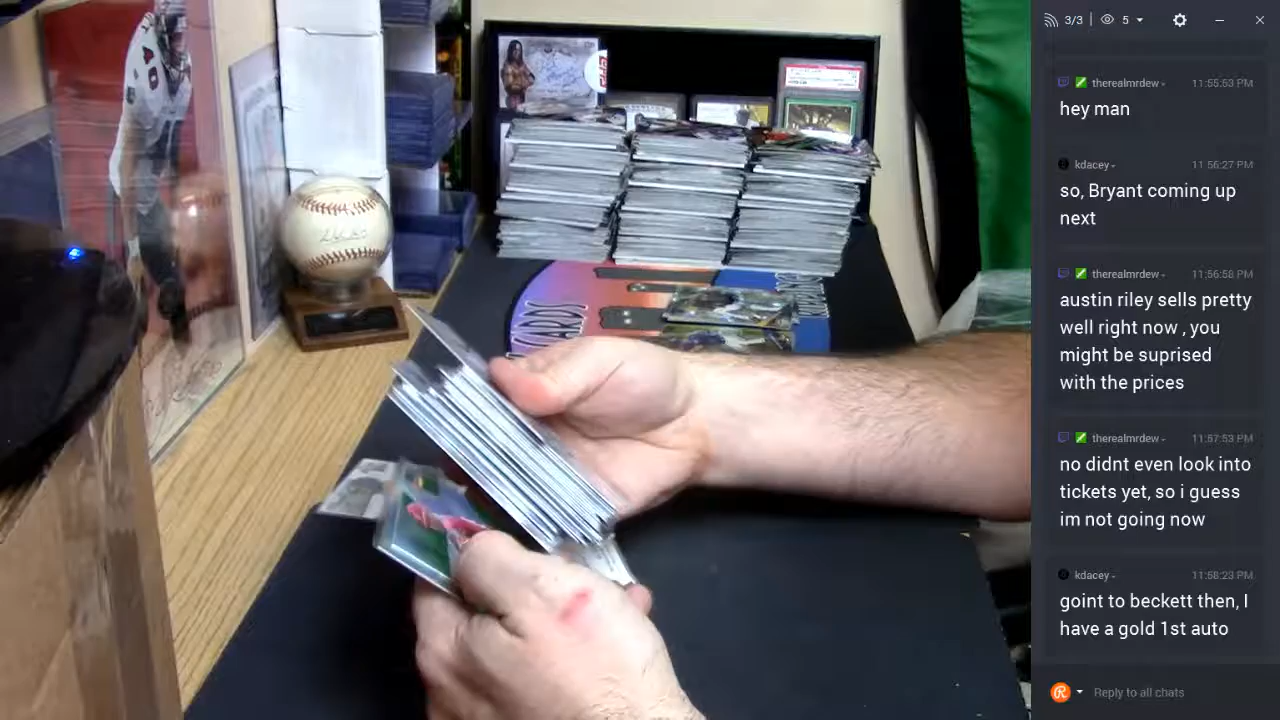 3/3
5
therealmrdew
11:55:53 PM
hey man
kdacey
11:56:27 PM
so, Bryant coming up
next
therealmrdew
11:56:58 PM
austin riley sells pretty
well right now , you
might be suprised
with the prices
therealmrdew
11:57:53 PM
no didnt even look into
tickets yet, so i guess
im not going now
kdacey
11:58:23 PM
goint to beckett then, I
have a gold 1st auto
Reply to all chats